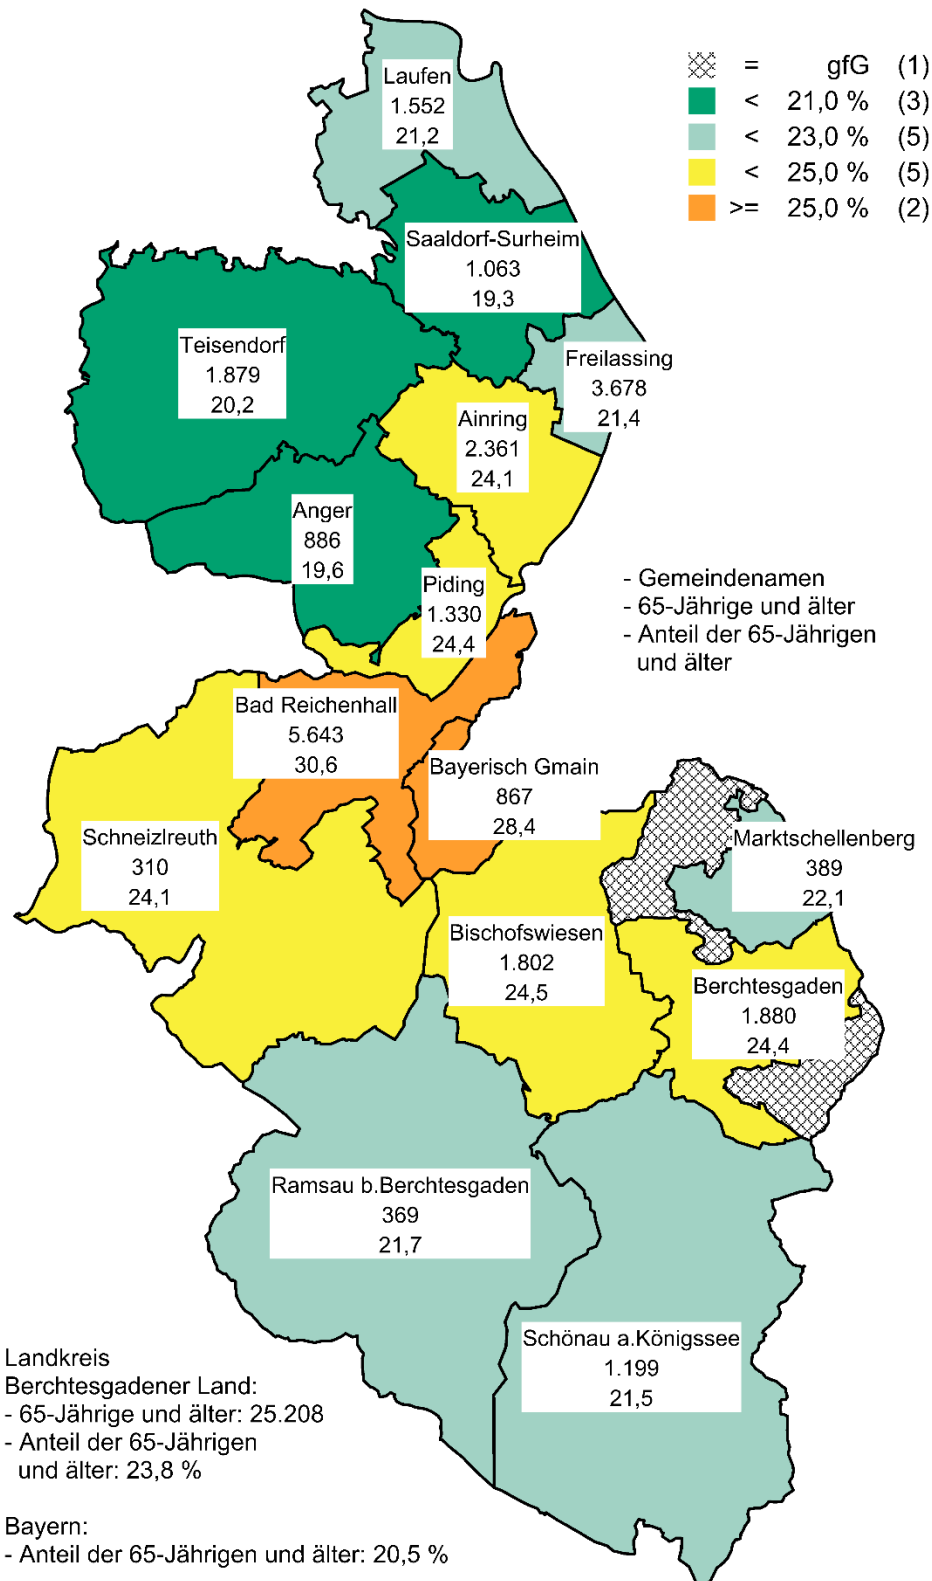 = gfG (1)
< 21,0 % (3)
< 23,0 % (5)
< 25,0 % (5)
>= 25,0 % (2)
Laufen
1.552
21,2
Saaldorf-Surheim
1.063
19,3
Teisendorf
1.879
20,2
Freilassing
3.678
21,4
Ainring
2.361
24,1
Anger
886
19,6
Piding
1.330
24,4
- Gemeindenamen
- 65-Jährige und älter
- Anteil der 65-Jährigen
und älter
Bad Reichenhall
5.643
30,6
Bayerisch Gmain
867
28,4
Schneizlreuth
310
24,1
Marktschellenberg
389
22,1
Bischofswiesen
1.802
24,5
Berchtesgaden
1.880
24,4
Ramsau b.Berchtesgaden
369
21,7
Schönau a.Königssee
1.199
21,5
Landkreis
Berchtesgadener Land:
- 65-Jährige und älter: 25.208
- Anteil der 65-Jährigen
und älter: 23,8 %
Bayern:
- Anteil der 65-Jährigen und älter: 20,5 %